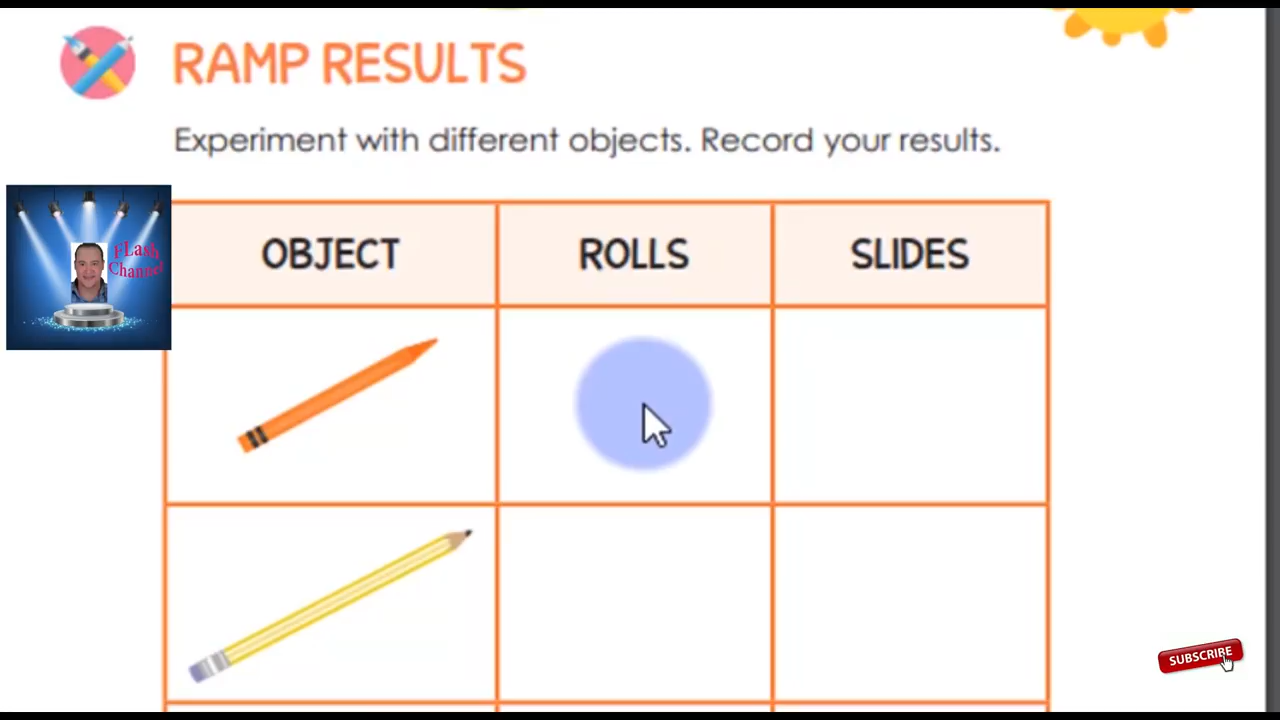 RAMP RESULTS
Experiment with different objects. Record your results.
FLash
Channel
OBJECT ROLLS SLIDES
SUBSCRIBE